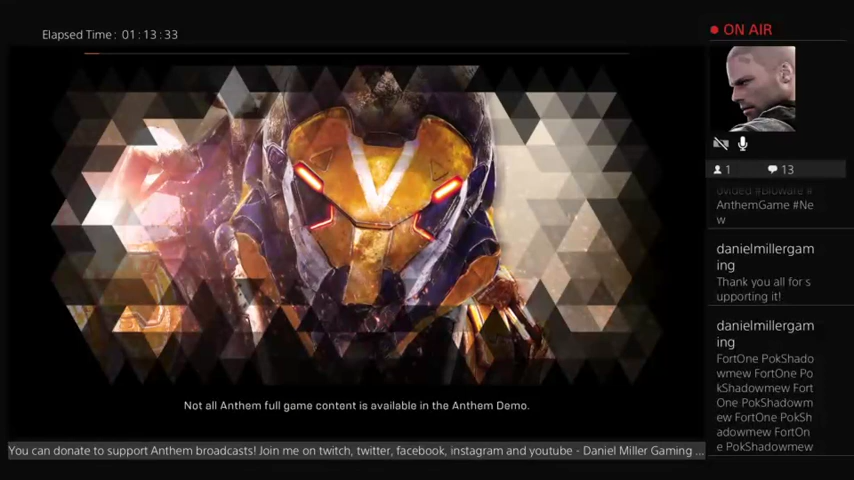 Elapsed Time: 01:13:33
ON AIR
1
13
ovided #Bioware #
AnthemGame #Ne
w
danielmillergam
ing
Thank you all for s
upporting it!
danielmillergam
ing
FortOne PokShado
wmew FortOne Po
kShadowmew Fort
One PokShadowm
ew FortOne PokSh
adowmew FortOn
e PokShadowmew
Not all Anthem full game content is available in the Anthem Demo.
You can donate to support Anthem broadcasts! Join me on twitch, twitter, facebook, instagram and youtube - Daniel Miller Gaming ...